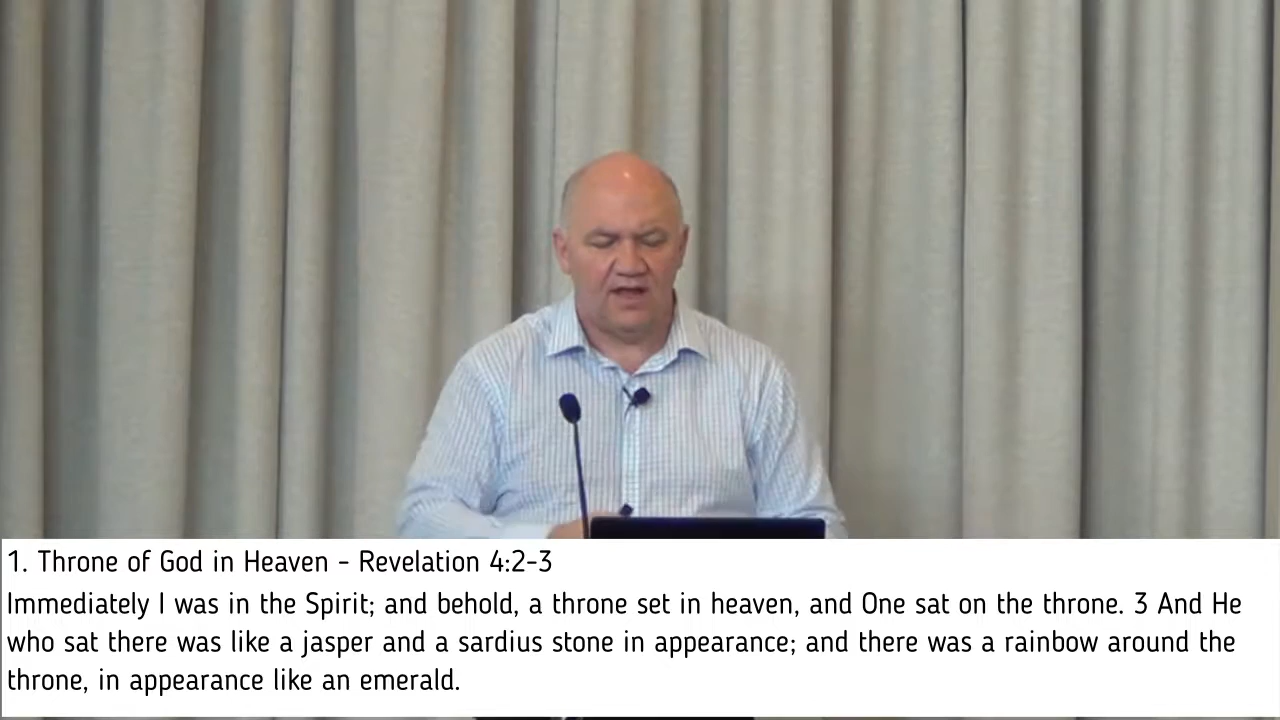 1. Throne of God in Heaven - Revelation 4:2-3
Immediately I was in the Spirit; and behold, a throne set in heaven, and One sat on the throne. 3 And He
who sat there was like a jasper and a sardius stone in appearance; and there was a rainbow around the
throne, in appearance like an emerald.